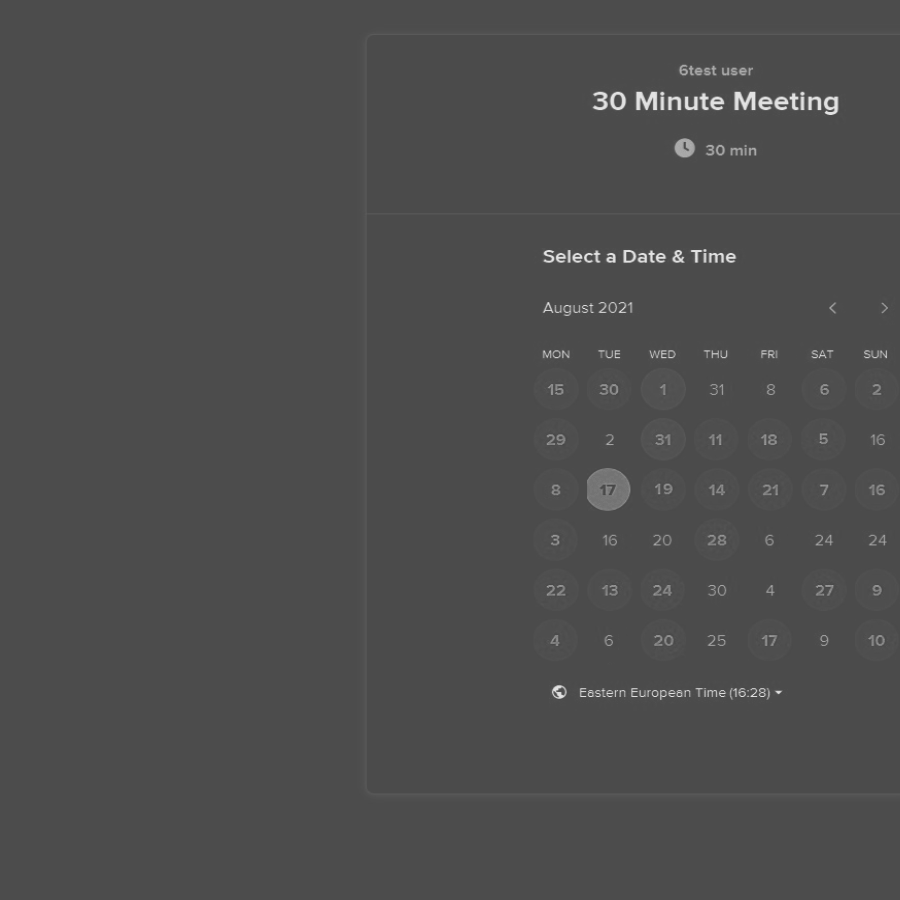 6test user
30 Minute Meeting
30 min
Select a Date & Time
August 2021
MON TUE WED THU FRI SAT SUN
15 30 1 31 8 6 2
29 2 31 11 18 5 16
8 17 19 14 21 7 16
3 16 20 28 6 24 24
22 13 24 30 4 27 9
4 6 20 25 17 9 10
Eastern European Time (16:28)